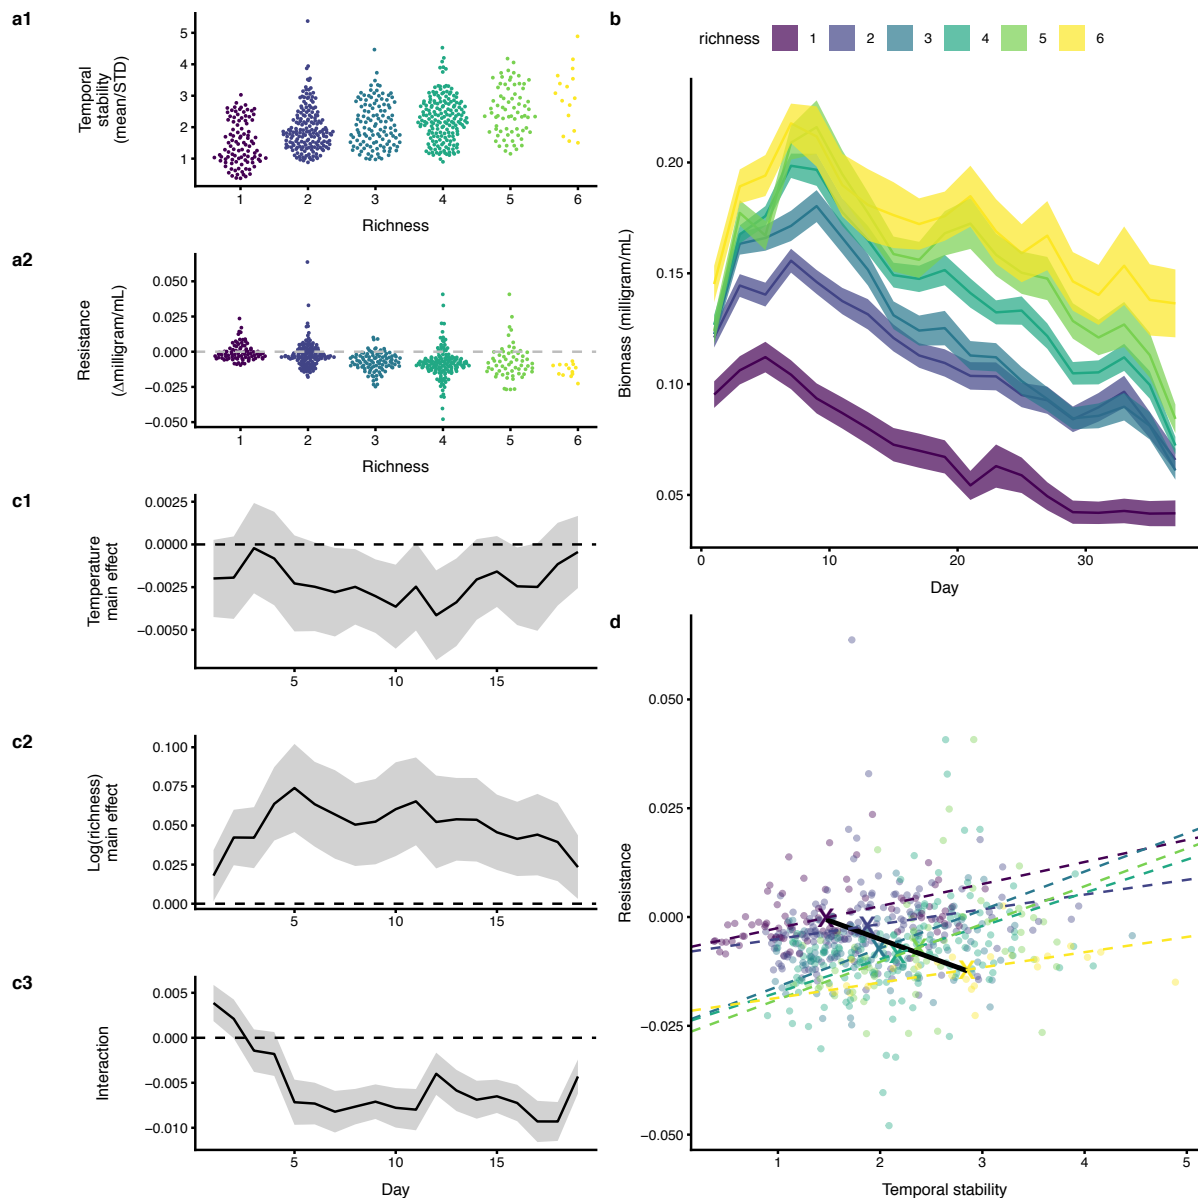 a1
Temporal
stability
(mean/STD)
5
4
3
2
1
1 2 3 4 5 6
Richness
a2
Resistance
(Δmiligram/mL)
0.050
0.025
0.000
−0.025
−0.050
1 2 3 4 5 6
Richness
c1
Temperature
main effect
0.0025
0.0000
−0.0025
−0.0050
5 10 15
c2
Log(richness)
main effect
0.100
0.075
0.050
0.025
0.000
5 10 15
c3
Interaction
0.005
0.000
−0.005
−0.010
5 10 15
Day
b
richness 1 2 3 4 5 6
Biomass (miligram/mL)
0.20
0.15
0.10
0.05
0 10 20 30
Day
d
Resistance
0.050
0.025
0.000
−0.025
−0.050
1 2 3 4 5
Temporal stability